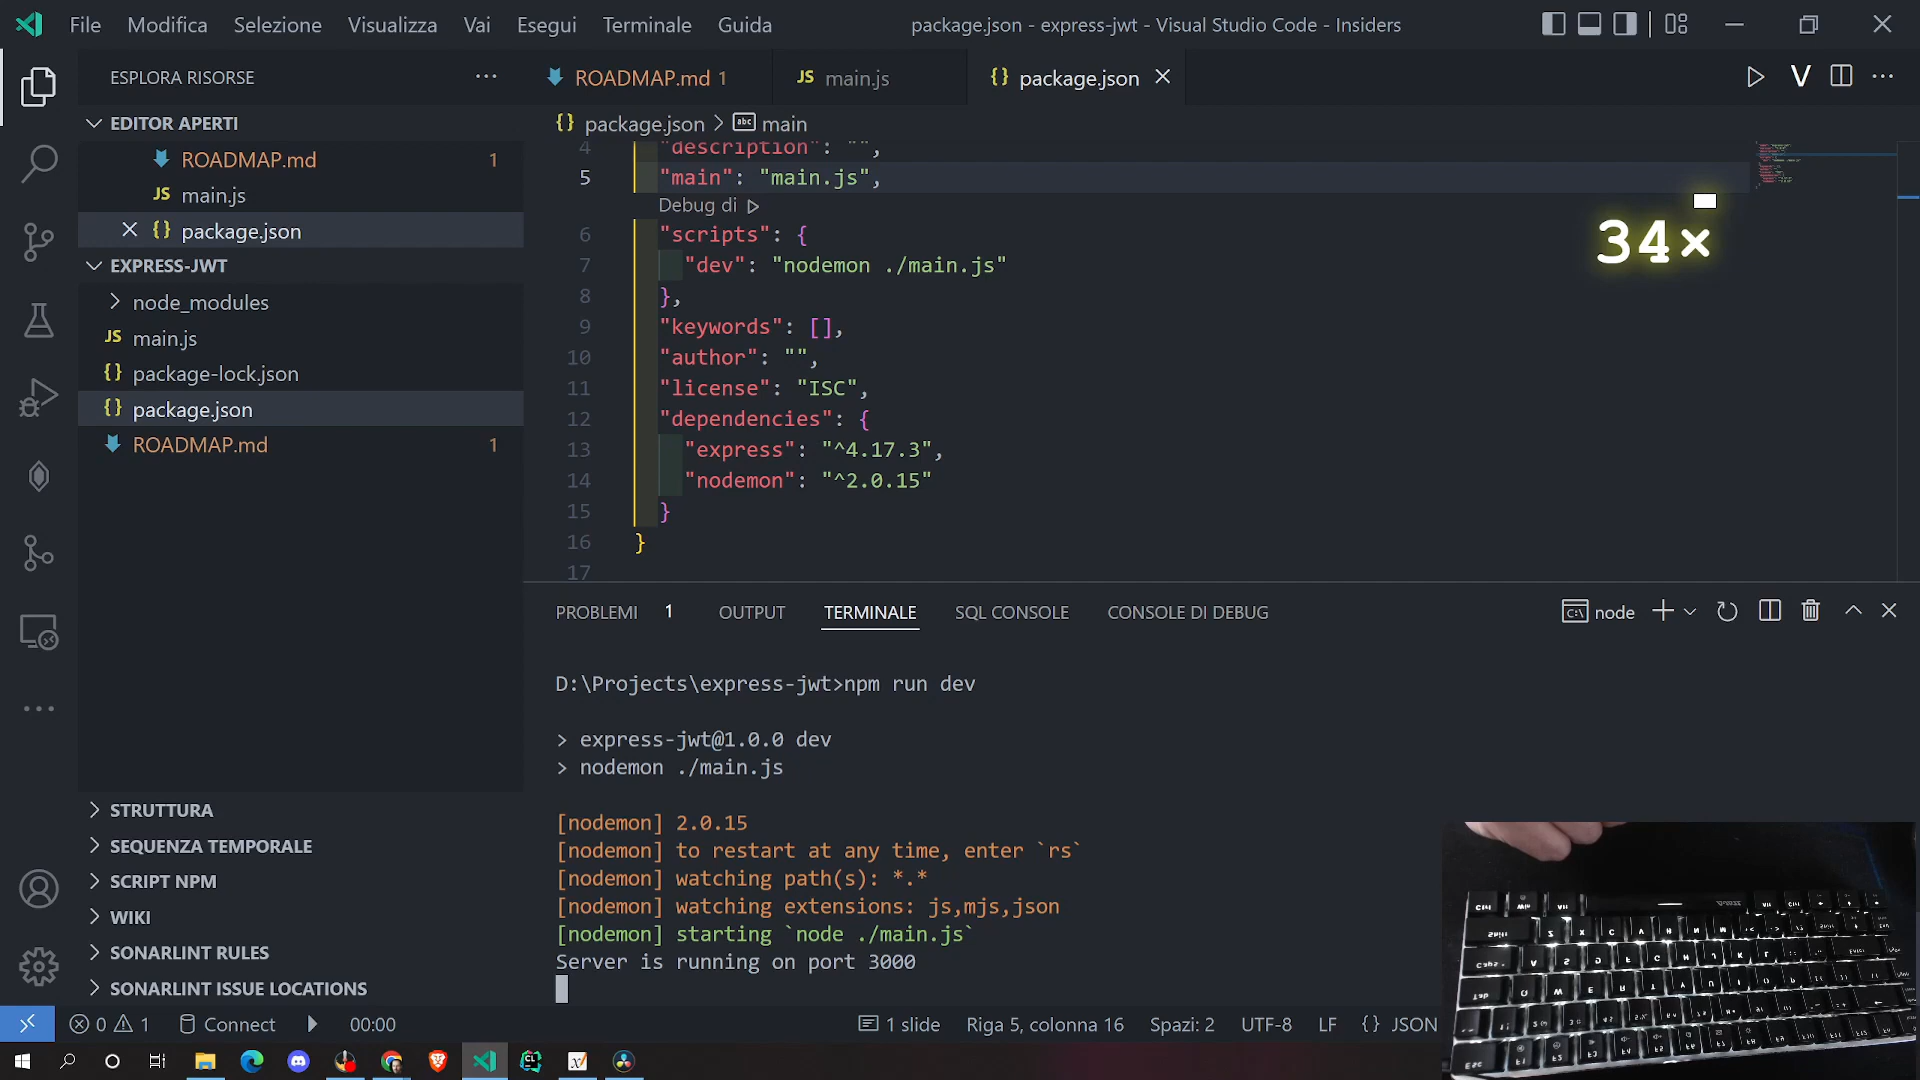 File Modifica Selezione Visualizza Vai Esegui Terminale Guida package.json - express-jwt - Visual Studio Code - Insiders
ESPLORA RISORSE
EDITOR APERTI
ROADMAP.md 1
main.js
package.json
EXPRESS-JWT
node_modules
main.js
package-lock.json
package.json
ROADMAP.md 1
STRUTTURA
SEQUENZA TEMPORALE
SCRIPT NPM
WIKI
SONARLINT RULES
SONARLINT ISSUE LOCATIONS
ROADMAP.md 1 main.js package.json
package.json > main
4 "description": "",
5 "main": "main.js",
Debug di
6 "scripts": {
7 "dev": "nodemon ./main.js"
8 },
9 "keywords": [],
10 "author": "",
11 "license": "ISC",
12 "dependencies": {
13 "express": "^4.17.3",
14 "nodemon": "^2.0.15"
15 }
16 }
17
34×
PROBLEMI 1 OUTPUT TERMINALE SQL CONSOLE CONSOLE DI DEBUG node
D:\Projects\express-jwt>npm run dev
> express-jwt@1.0.0 dev
> nodemon ./main.js
[nodemon] 2.0.15
[nodemon] to restart at any time, enter `rs`
[nodemon] watching path(s): *.*
[nodemon] watching extensions: js,mjs,json
[nodemon] starting `node ./main.js`
Server is running on port 3000
0 1 Connect 00:00 1 slide Riga 5, colonna 16 Spazi: 2 UTF-8 LF {} JSON